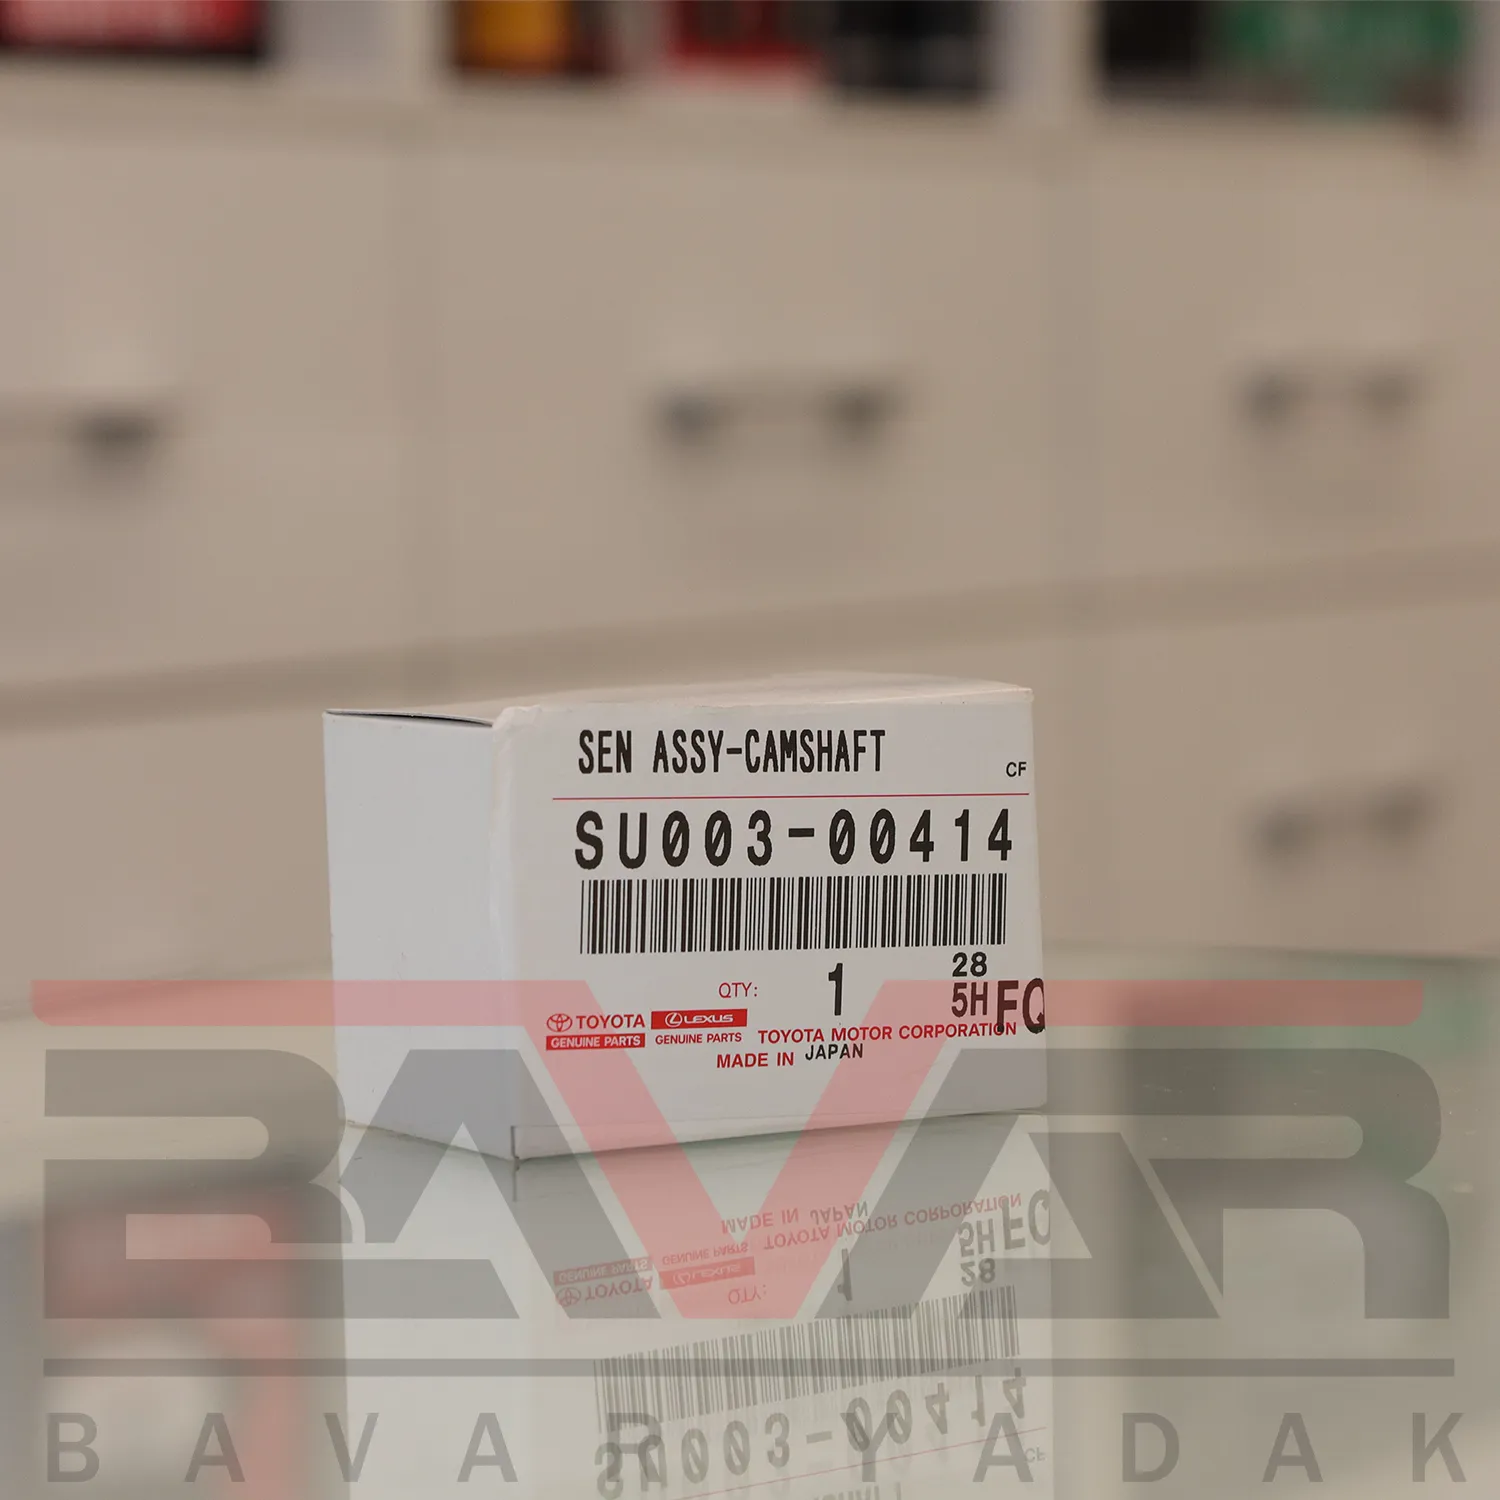 SEN ASSY-CAMSHAFT
CF
SU003-00414
QTY: 1
28
5H FQ
TOYOTA
GENUINE PARTS
LEXUS
GENUINE PARTS
TOYOTA MOTOR CORPORATION
MADE IN JAPAN
BAVAR
BAVAR YADAK